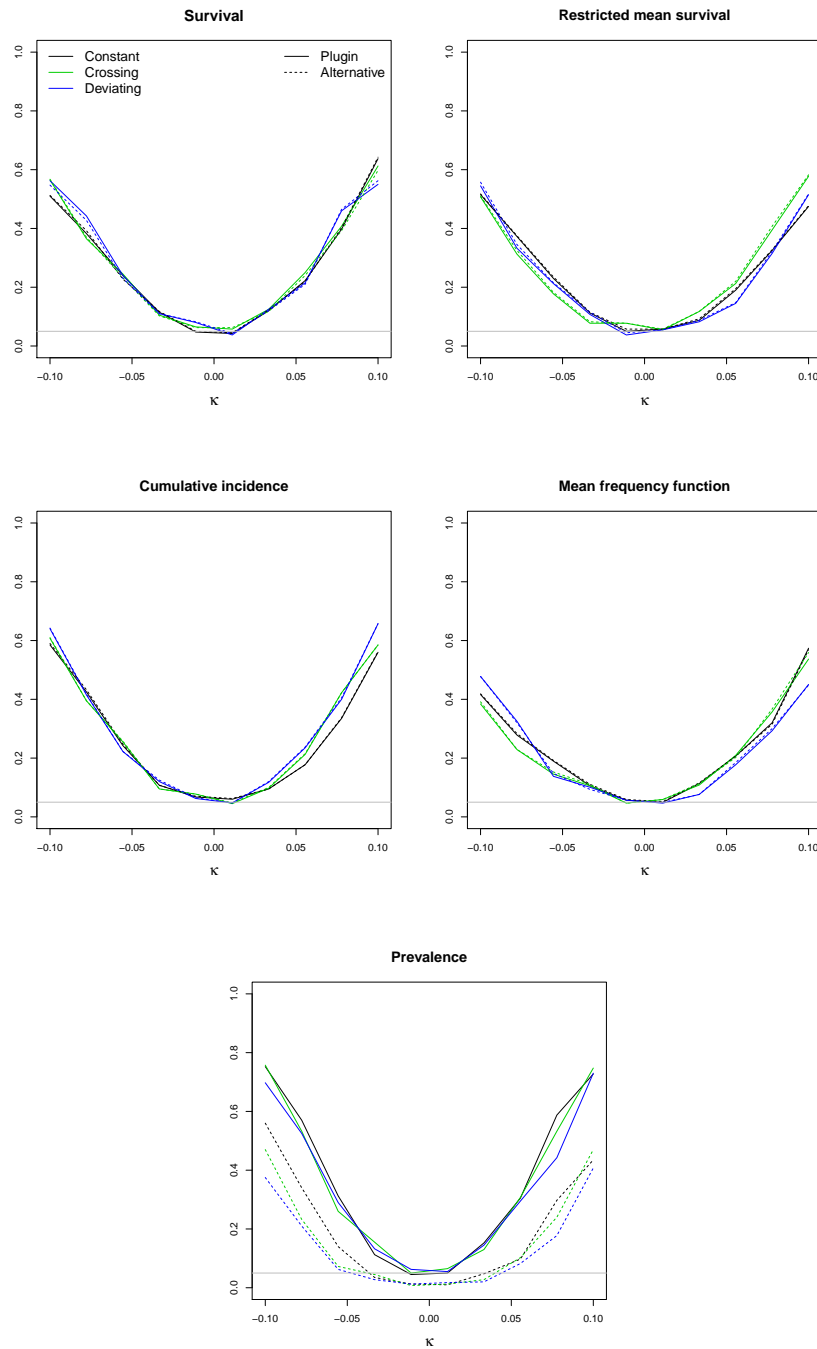 Survival
Constant
Crossing
Deviating
Plugin
Alternative
1.0
0.8
0.6
0.4
0.2
0.0
−0.10 −0.05 0.00 0.05 0.10
κ
Restricted mean survival
1.0
0.8
0.6
0.4
0.2
0.0
−0.10 −0.05 0.00 0.05 0.10
κ
Cumulative incidence
1.0
0.8
0.6
0.4
0.2
0.0
−0.10 −0.05 0.00 0.05 0.10
κ
Mean frequency function
1.0
0.8
0.6
0.4
0.2
0.0
−0.10 −0.05 0.00 0.05 0.10
κ
Prevalence
1.0
0.8
0.6
0.4
0.2
0.0
−0.10 −0.05 0.00 0.05 0.10
κ